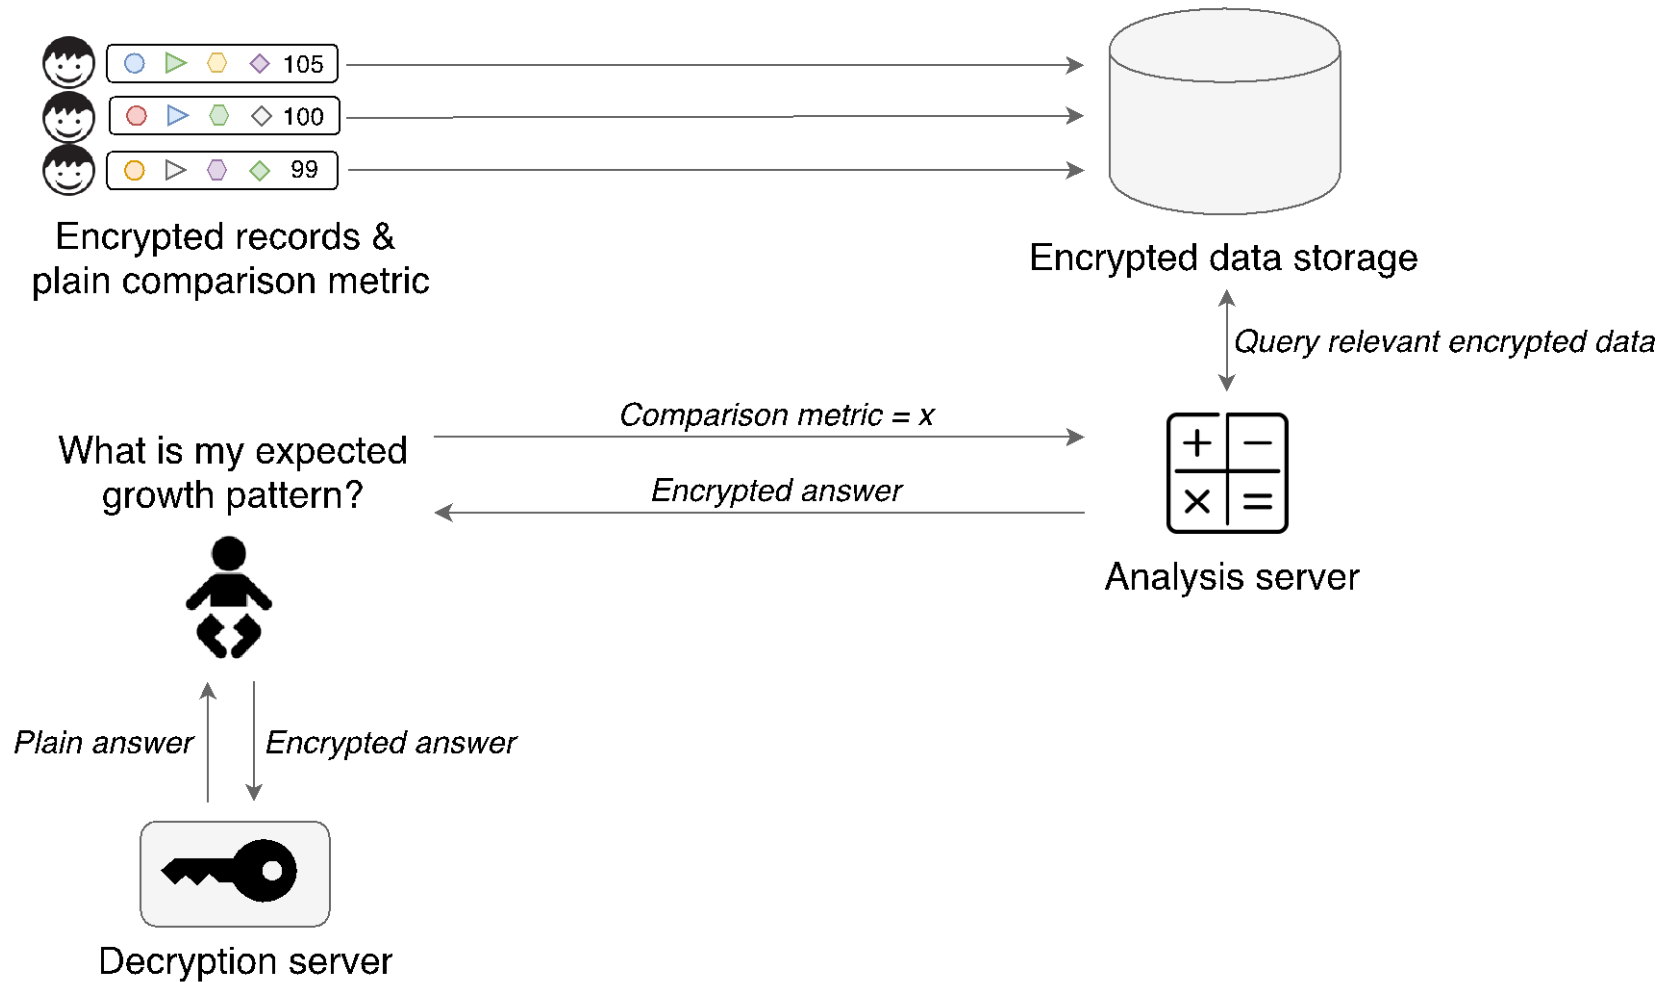 105
100
99
Encrypted records &
plain comparison metric
Encrypted data storage
Query relevant encrypted data
Comparison metric = x
What is my expected
growth pattern?
Encrypted answer
+ −
× =
Analysis server
Plain answer
Encrypted answer
Decryption server